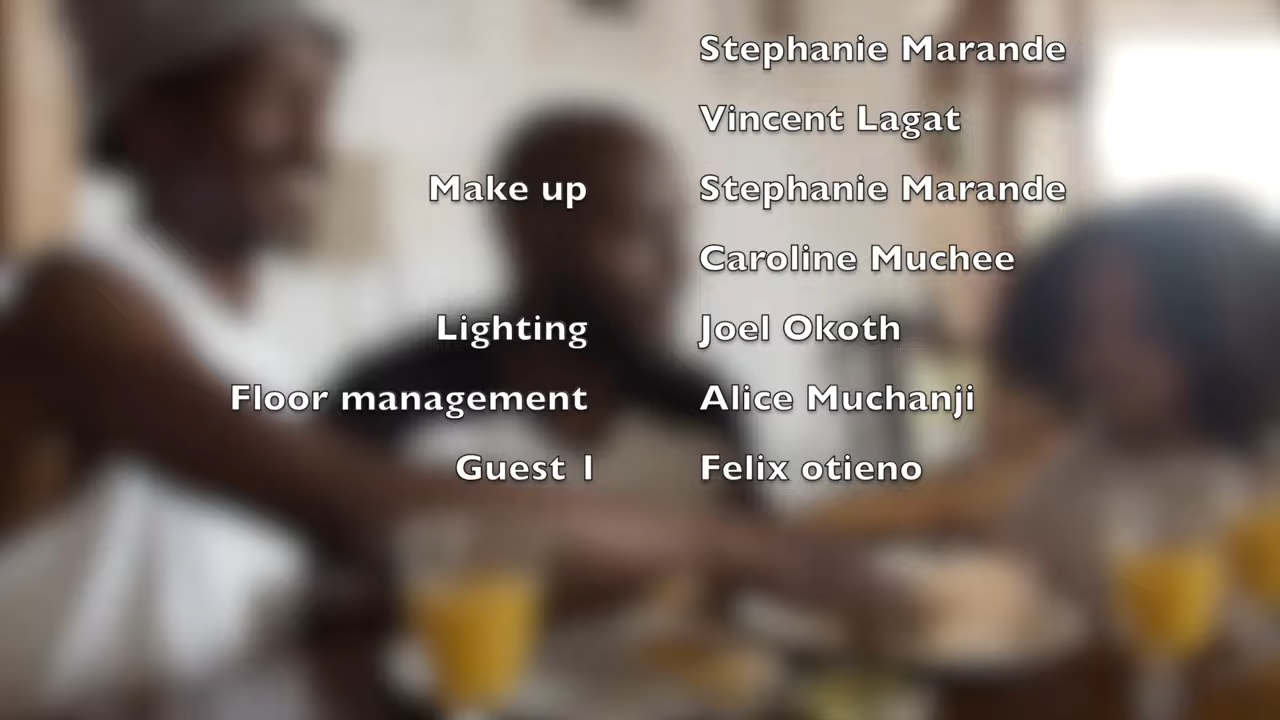 Stephanie Marande
Vincent Lagat
Make up Stephanie Marande
Caroline Muchee
Lighting Joel Okoth
Floor management Alice Muchanji
Guest 1 Felix otieno